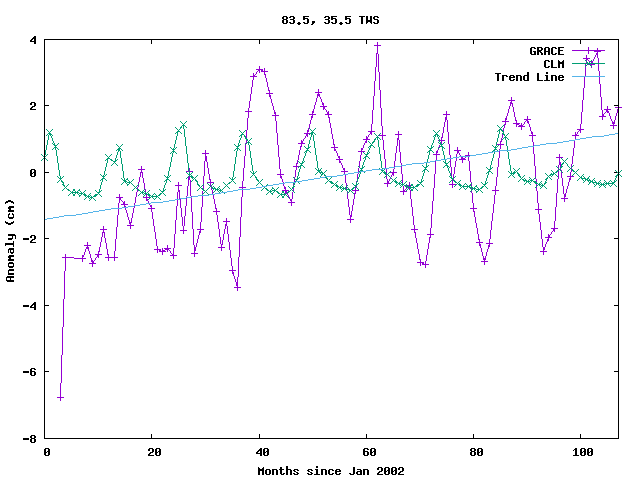 83.5, 35.5 TWS
GRACE
CLM
Trend Line
4
2
0
-2
-4
-6
-8
Anomaly (cm)
0 20 40 60 80 100
Months since Jan 2002